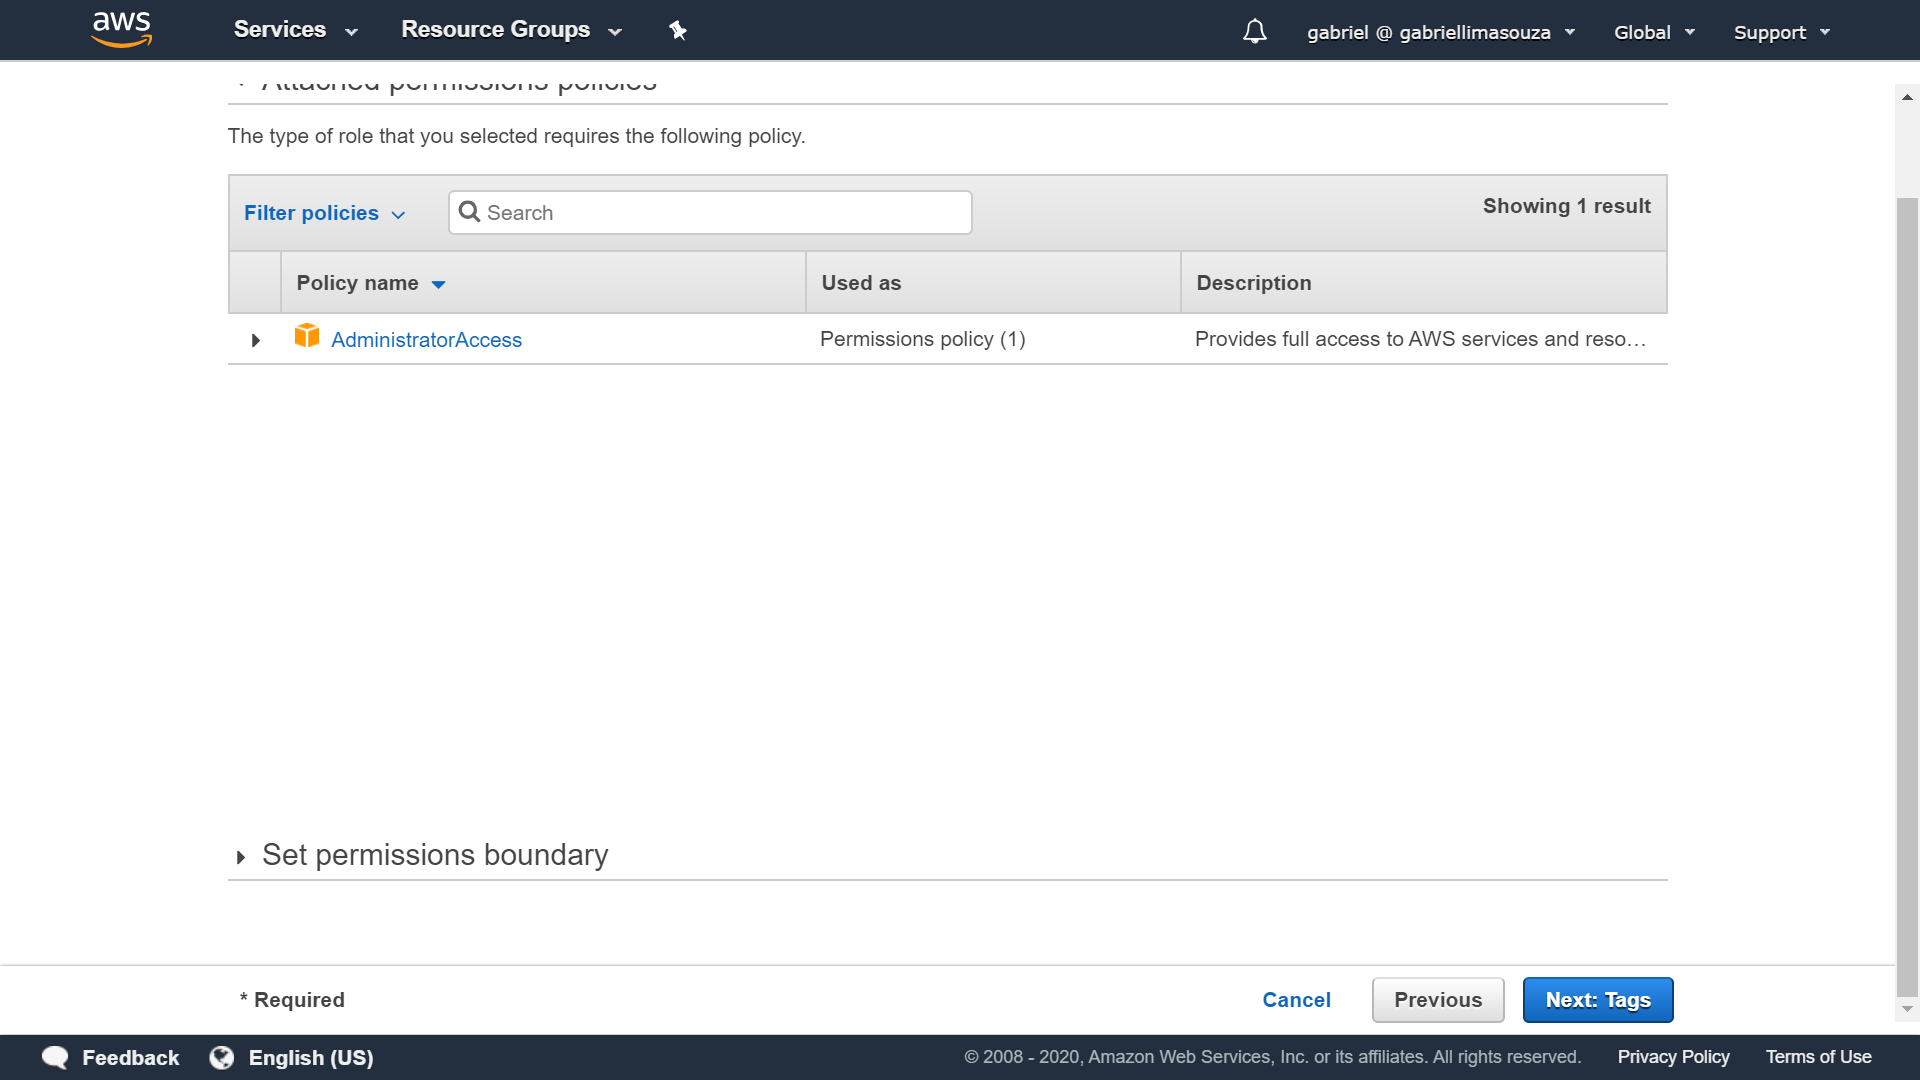 aws
Services
Resource Groups
gabriel @ gabriellimasouza
Global
Support
Attached permissions policies
The type of role that you selected requires the following policy.
Filter policies
Search
Showing 1 result
Policy name
Used as
Description
AdministratorAccess
Permissions policy (1)
Provides full access to AWS services and reso…
Set permissions boundary
* Required
Cancel
Previous
Next: Tags
Feedback
English (US)
© 2008 - 2020, Amazon Web Services, Inc. or its affiliates. All rights reserved.
Privacy Policy
Terms of Use